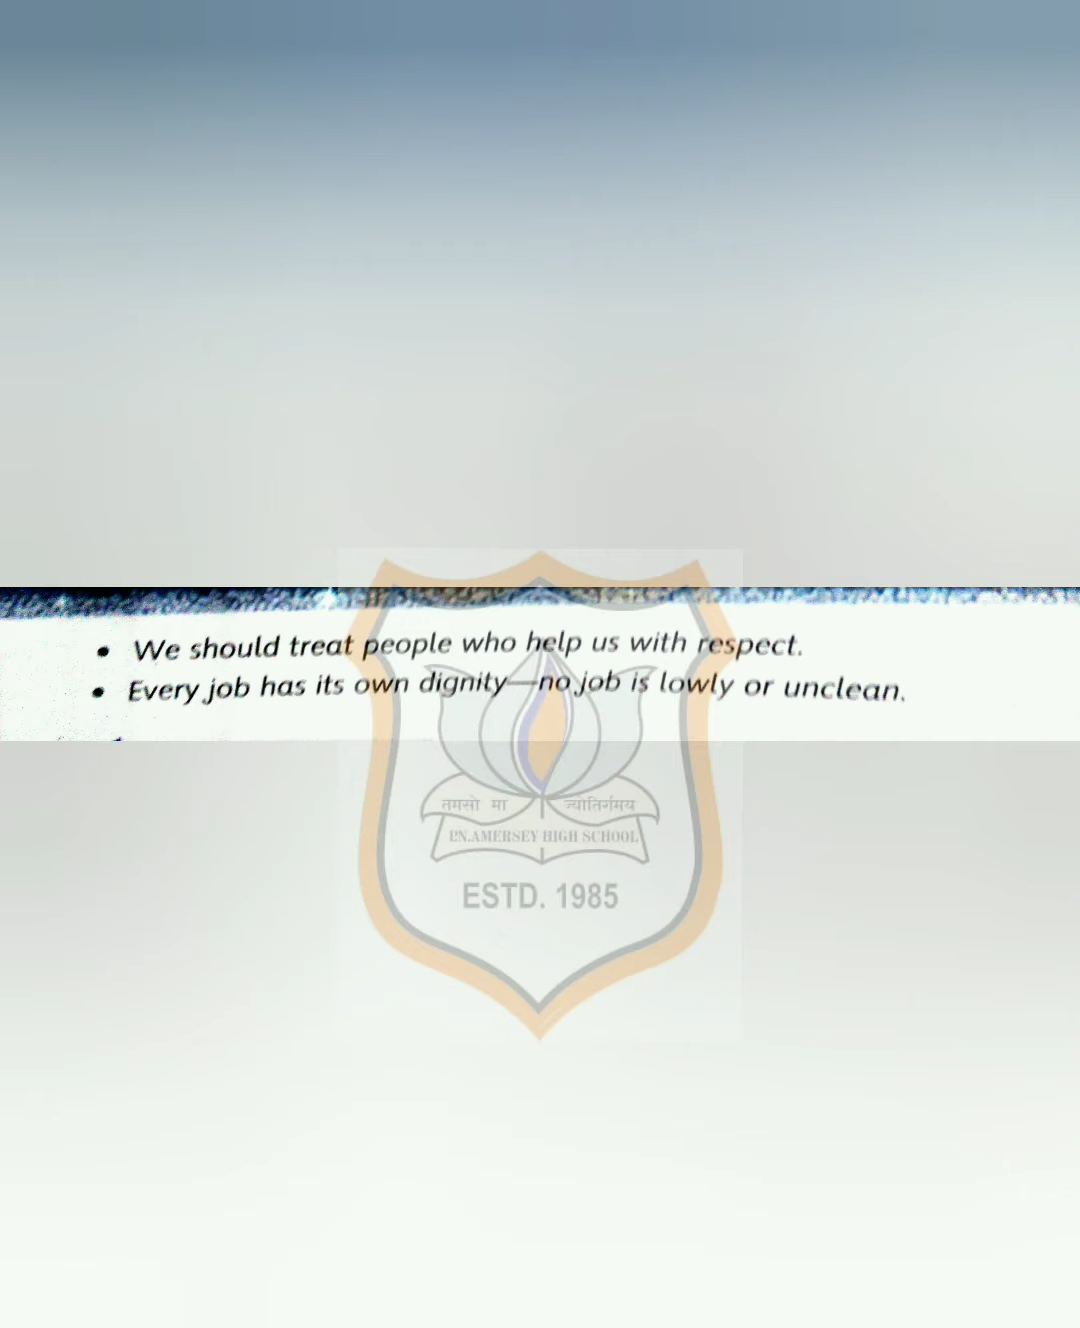 • We should treat people who help us with respect.
• Every job has its own dignity—no job is lowly or unclean.
तमसो मा ज्योतिर्गमय
P.N.AMERSEY HIGH SCHOOL
ESTD. 1985